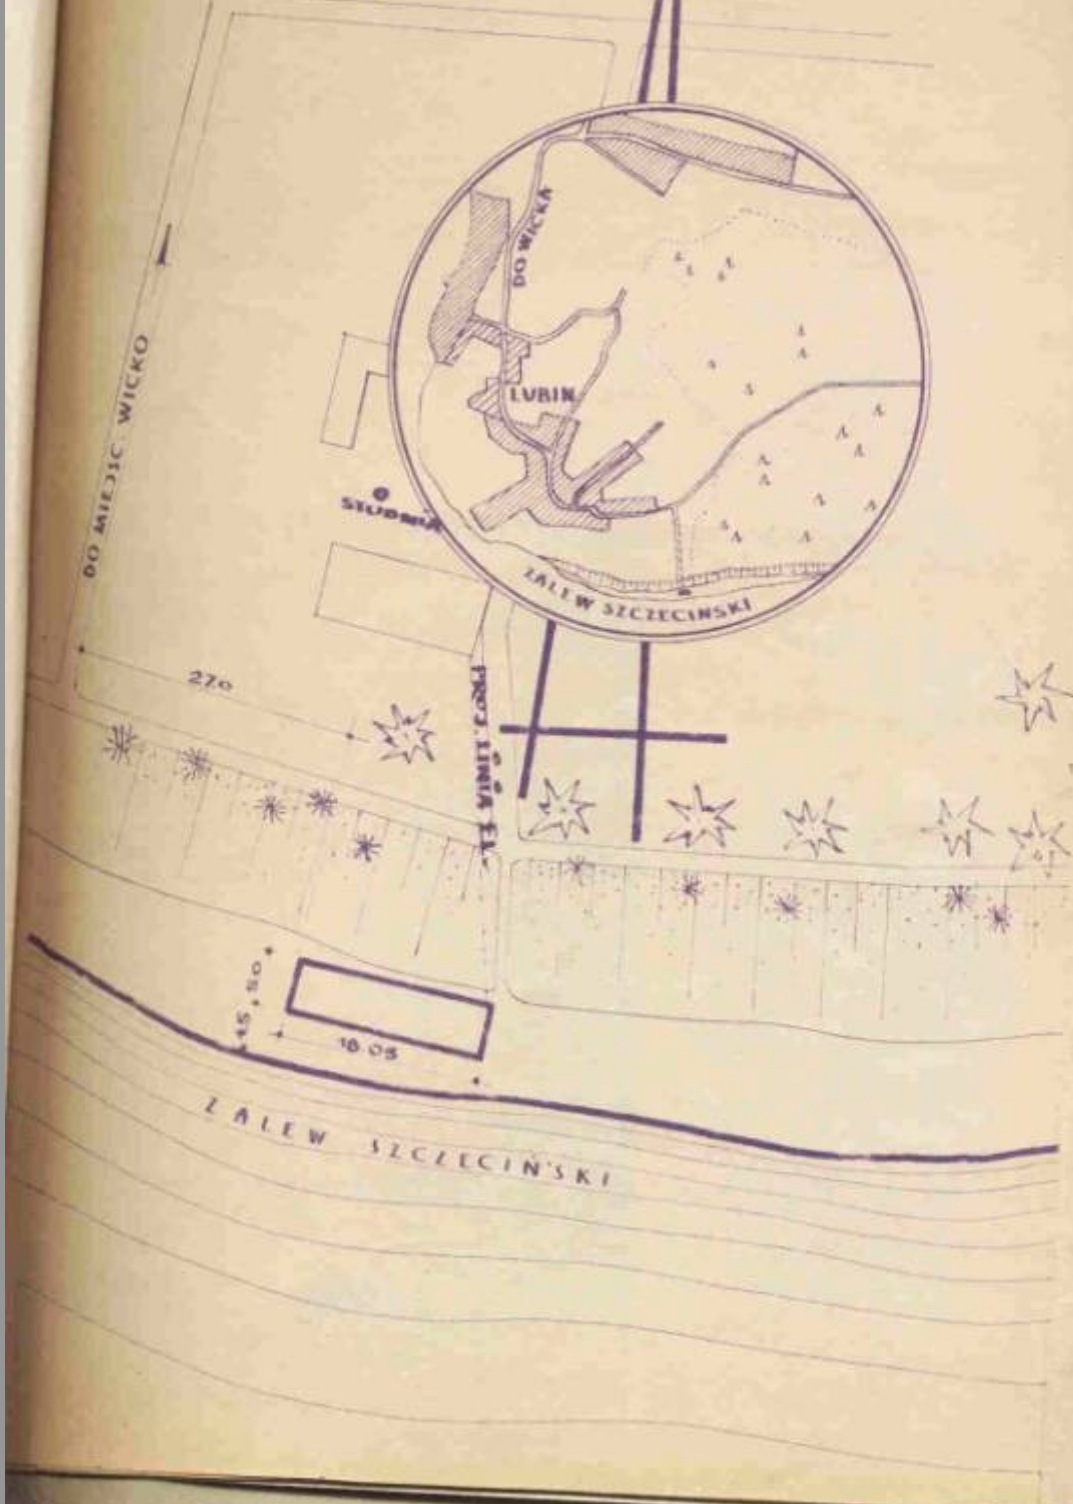 DO WICKA
LUBIN
DO MIEJSC WICKO
STUDNIA
ZALEW SZCZECINSKI
270
PROJ. LINIA EL.
15,50
18.05
ZALEW SZCZECIŃSKI